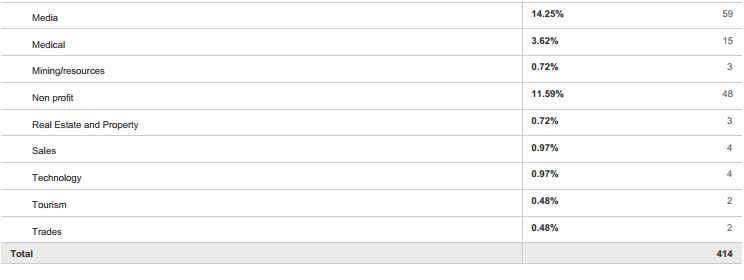 Media 14.25% 59
Medical 3.62% 15
Mining/resources 0.72% 3
Non profit 11.59% 48
Real Estate and Property 0.72% 3
Sales 0.97% 4
Technology 0.97% 4
Tourism 0.48% 2
Trades 0.48% 2
Total 414